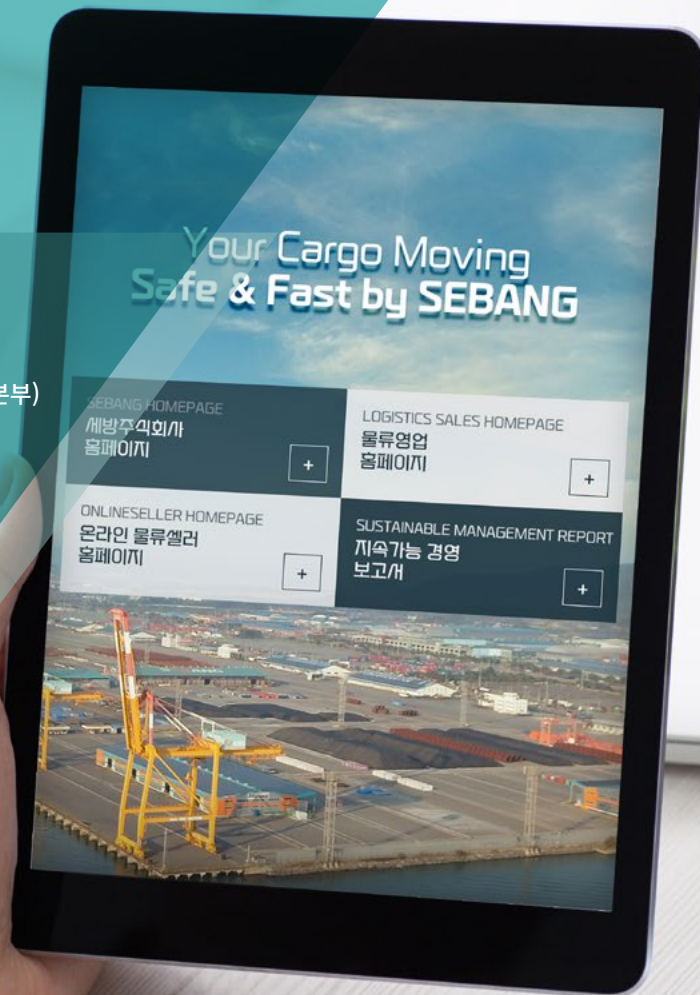 Your Cargo Moving
Safe & Fast by SEBANG
본부)
SEBANG HOMEPAGE
세방주식회사
홈페이지
+
LOGISTICS SALES HOMEPAGE
물류영업
홈페이지
+
ONLINESELLER HOMEPAGE
온라인 물류셀러
홈페이지
+
SUSTAINABLE MANAGEMENT REPORT
지속가능 경영
보고서
+